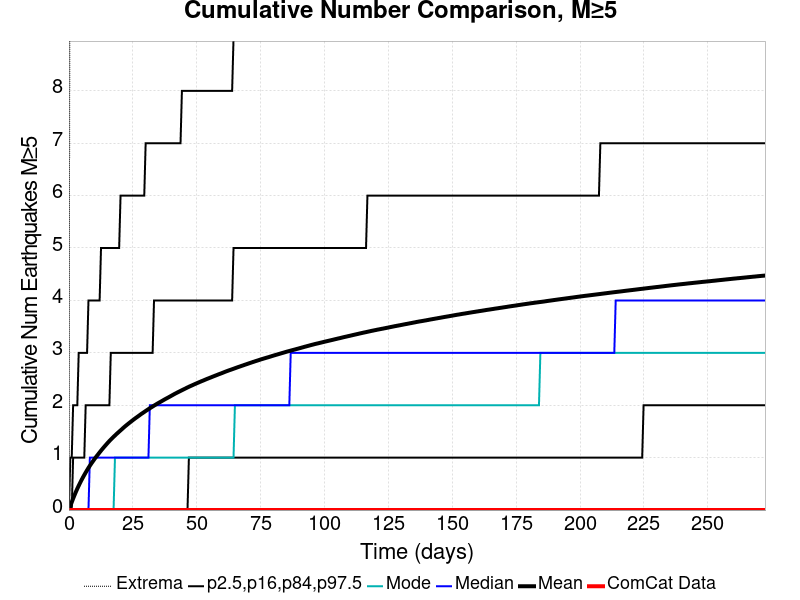 Cumulative Number Comparison, M≥5
Cumulative Num Earthquakes M≥5
8
7
6
5
4
3
2
1
0
0 25 50 75 100 125 150 175 200 225 250
Time (days)
Extrema p2.5,p16,p84,p97.5 Mode Median Mean ComCat Data